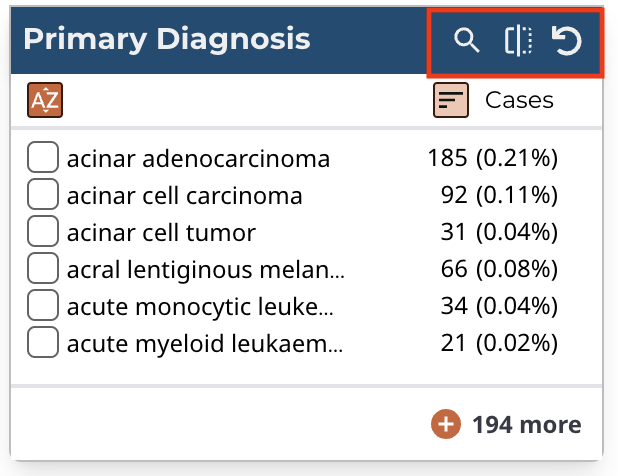 Primary Diagnosis
AZ
Cases
acinar adenocarcinoma 185 (0.21%)
acinar cell carcinoma 92 (0.11%)
acinar cell tumor 31 (0.04%)
acral lentiginous melan... 66 (0.08%)
acute monocytic leuke... 34 (0.04%)
acute myeloid leukaem... 21 (0.02%)
194 more